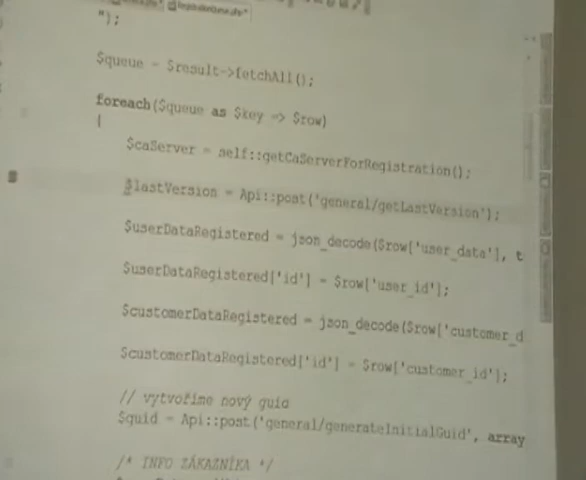 ");
$queue = $result->fetchAll();
foreach($queue as $key => $row)
{
$caServer = self::getCaServerForRegistration();
$lastVersion = Api::post('general/getLastVersion');
$userDataRegistered = json_decode($row['user_data'], t
$userDataRegistered['id'] = $row['user_id'];
$customerDataRegistered = json_decode($row['customer_d
$customerDataRegistered['id'] = $row['customer_id'];
// vytvoříme nový guid
$guid = Api::post('general/generateInitialGuid', array
/* INFO ZÁKAZNÍKA */